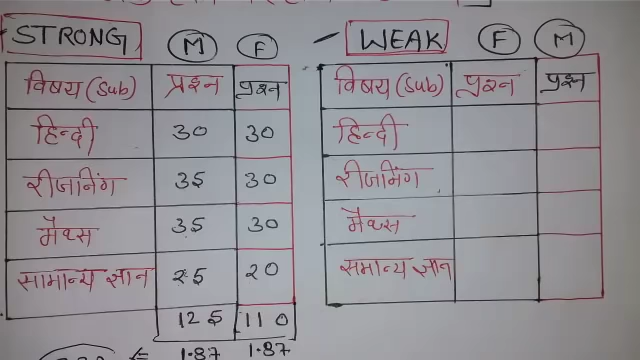 STRONG M F
विषय (Sub) प्रश्न प्रश्न
हिन्दी 30 30
रीजनिंग 35 30
मैथ्स 35 30
सामान्य ज्ञान 25 20
125 110
1.87 1.87
- WEAK F M
विषय (Sub) प्रश्न प्रश्न
हिन्दी
रीजनिंग
मैथ्स
समान्य ज्ञान